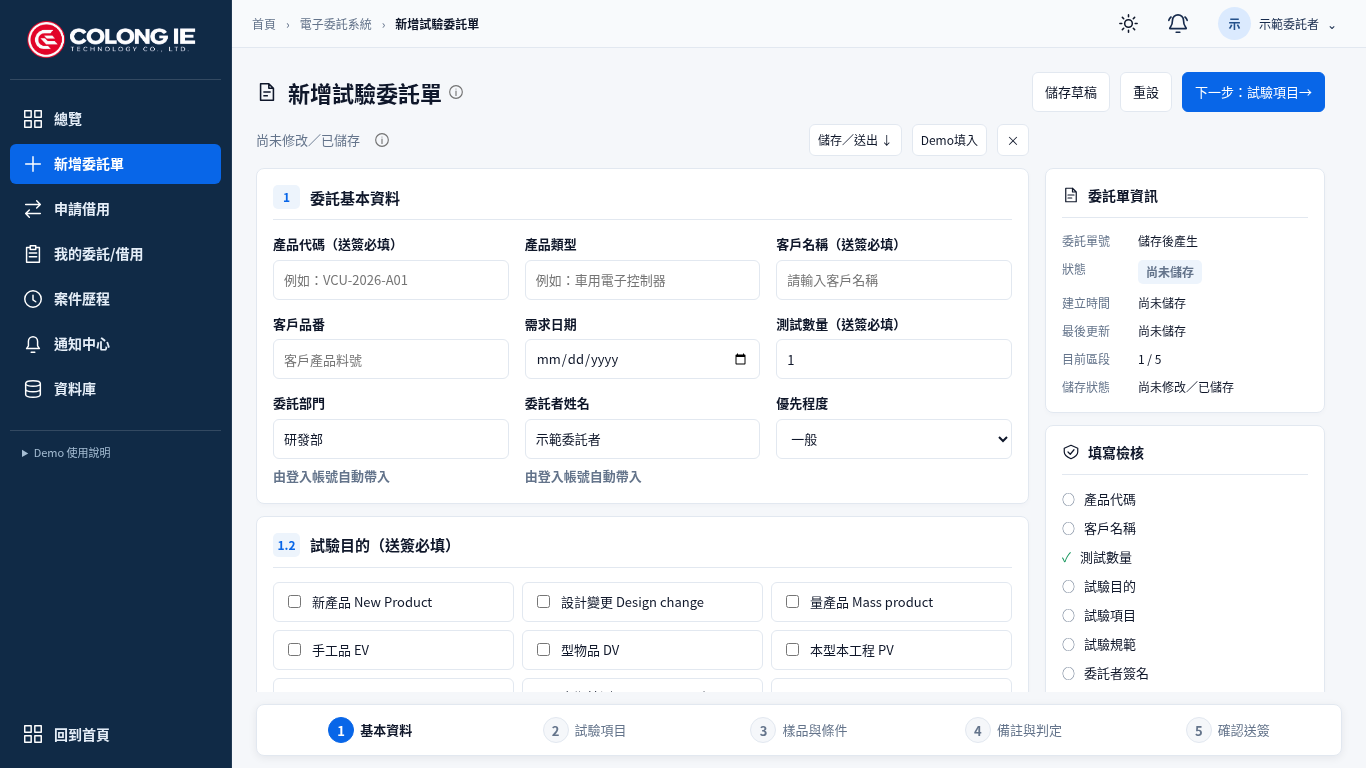 COLONG IE
TECHNOLOGY CO., LTD.
總覽
新增委託單
申請借用
我的委託/借用
案件歷程
通知中心
資料庫
Demo 使用說明
回到首頁
首頁 › 電子委託系統 › 新增試驗委託單
示 示範委託者
新增試驗委託單
儲存草稿 重設 下一步：試驗項目→
尚未修改／已儲存
儲存／送出 ↓ Demo填入 ×
1 委託基本資料
產品代碼（送簽必填） 產品類型 客戶名稱（送簽必填）
例如：VCU-2026-A01 例如：車用電子控制器 請輸入客戶名稱
客戶品番 需求日期 測試數量（送簽必填）
客戶產品料號 mm/dd/yyyy 1
委託部門 委託者姓名 優先程度
研發部 示範委託者 一般
由登入帳號自動帶入 由登入帳號自動帶入
1.2 試驗目的（送簽必填）
新產品 New Product 設計變更 Design change 量產品 Mass product
手工品 EV 型物品 DV 本型本工程 PV
委託單資訊
委託單號 儲存後產生
狀態 尚未儲存
建立時間 尚未儲存
最後更新 尚未儲存
目前區段 1 / 5
儲存狀態 尚未修改／已儲存
填寫檢核
產品代碼
客戶名稱
✓ 測試數量
試驗目的
試驗項目
試驗規範
委託者簽名
1 基本資料 2 試驗項目 3 樣品與條件 4 備註與判定 5 確認送簽